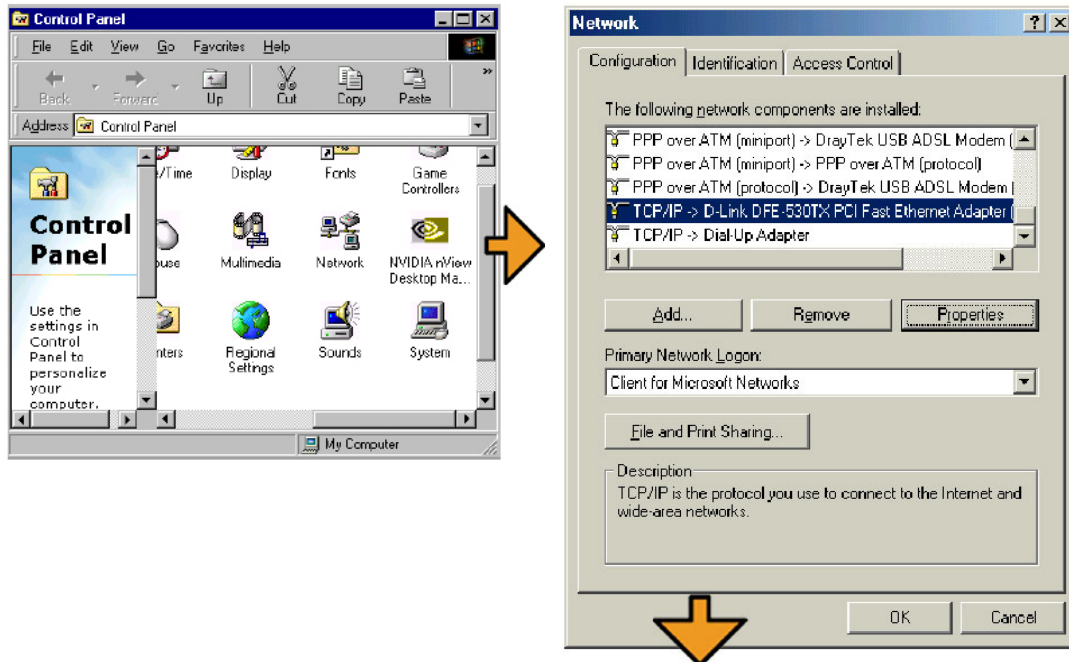 Control Panel
File Edit View Go Favorites Help
Back Forward Up Cut Copy Paste »
Address Control Panel
Control Panel
Use the
settings in
Control
Panel to
personalize
your
computer.
e/Time Display Fonts Game Controllers
ouse Multimedia Network NVIDIA nView Desktop Ma...
nters Regional Settings Sounds System
My Computer
Network
Configuration Identification Access Control
The following network components are installed:
PPP over ATM (miniport) -> DrayTek USB ADSL Modem (
PPP over ATM (miniport) -> PPP over ATM (protocol)
PPP over ATM (protocol) -> DrayTek USB ADSL Modem
TCP/IP -> D-Link DFE-530TX PCI Fast Ethernet Adapter (
TCP/IP -> Dial-Up Adapter
Add... Remove Properties
Primary Network Logon:
Client for Microsoft Networks
File and Print Sharing...
Description
TCP/IP is the protocol you use to connect to the Internet and
wide-area networks.
OK Cancel